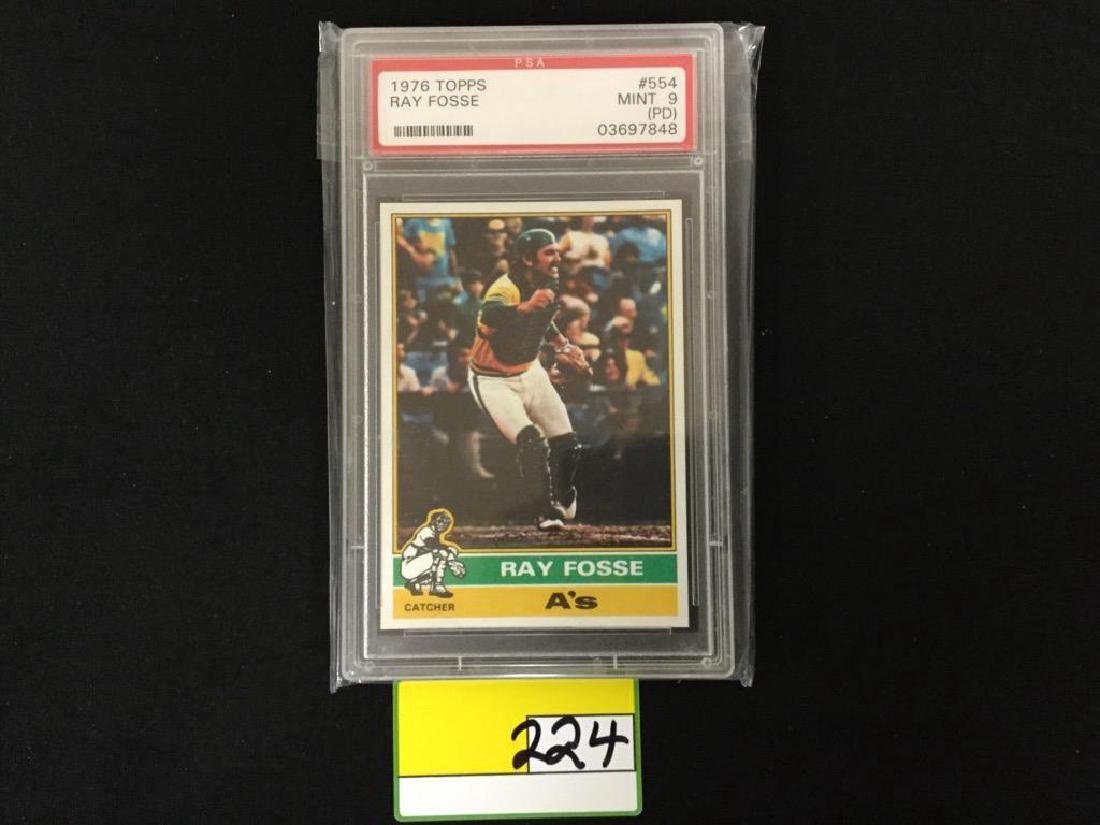 PSA
1976 TOPPS #554
RAY FOSSE MINT 9
(PD)
03697848
RAY FOSSE
CATCHER A's
224